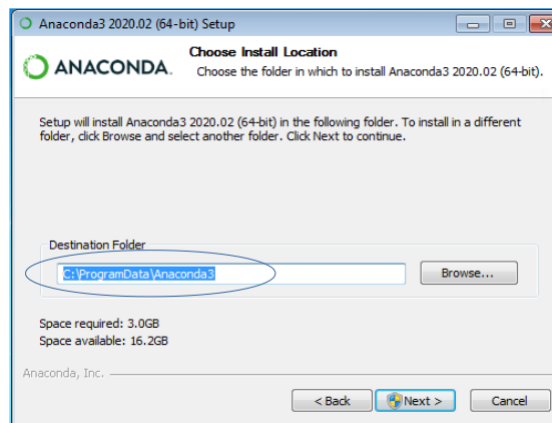 Anaconda3 2020.02 (64-bit) Setup
ANACONDA.
Choose Install Location
Choose the folder in which to install Anaconda3 2020.02 (64-bit).
Setup will install Anaconda3 2020.02 (64-bit) in the following folder. To install in a different
folder, click Browse and select another folder. Click Next to continue.
Destination Folder
C:\ProgramData\Anaconda3
Browse...
Space required: 3.0GB
Space available: 16.2GB
Anaconda, Inc.
< Back
Next >
Cancel